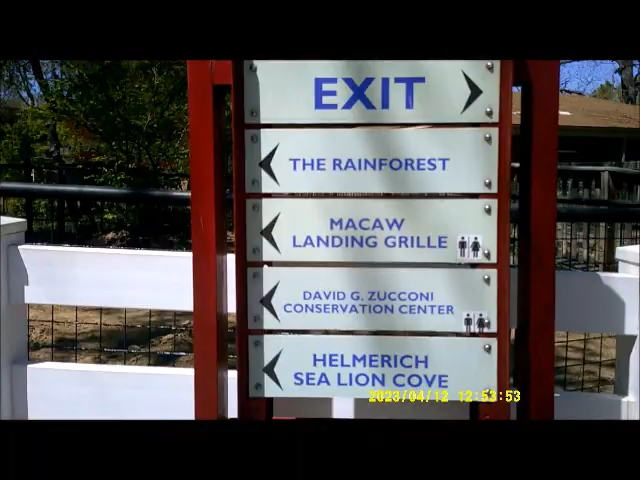 EXIT
THE RAINFOREST
MACAW
LANDING GRILLE
DAVID G. ZUCCONI
CONSERVATION CENTER
HELMERICH
SEA LION COVE
2023/04/12 12:53:53